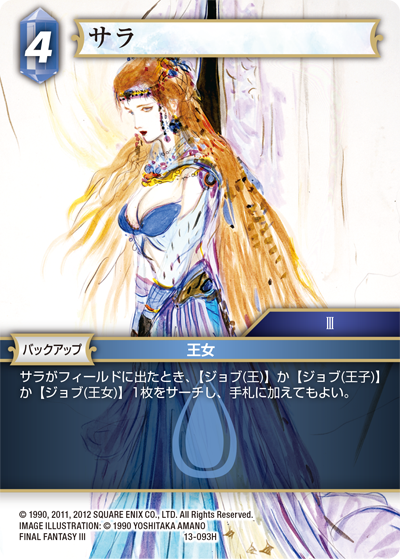 4
サラ
III
バックアップ
王女
サラがフィールドに出たとき、【ジョブ(王)】か【ジョブ(王子)】
か【ジョブ(王女)】1枚をサーチし、手札に加えてもよい。
© 1990, 2011, 2012 SQUARE ENIX CO., LTD. All Rights Reserved.
IMAGE ILLUSTRATION: © 1990 YOSHITAKA AMANO
FINAL FANTASY III 13-093H